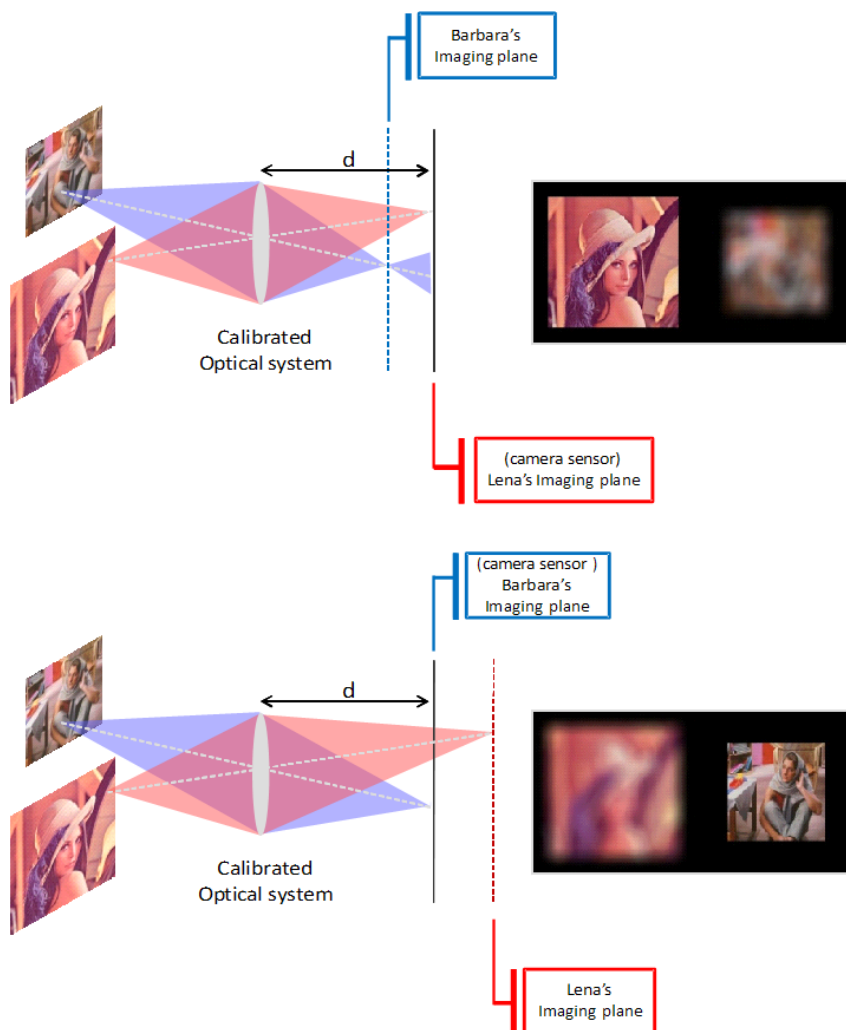 Barbara's
Imaging plane
d
Calibrated
Optical system
(camera sensor)
Lena's Imaging plane
(camera sensor )
Barbara's
Imaging plane
d
Calibrated
Optical system
Lena's
Imaging plane